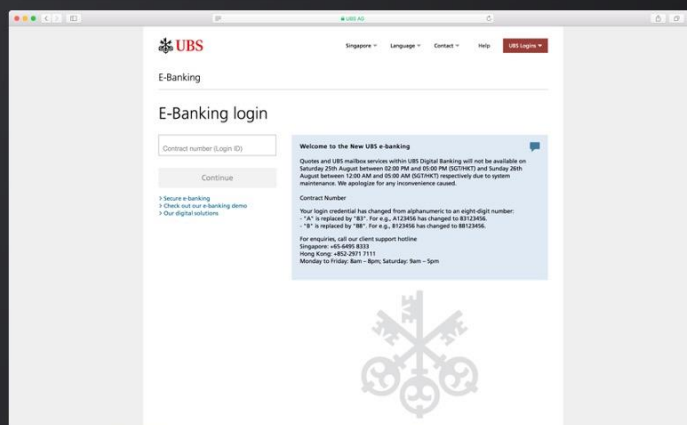 UBS AG
UBS
Singapore
Language
Contact
Help
UBS Logins
E-Banking
E-Banking login
Contract number (Login ID)
Continue
> Secure e-banking
> Check out our e-banking demo
> Our digital solutions
Welcome to the New UBS e-banking
Quotes and UBS mailbox services within UBS Digital Banking will not be available on
Saturday 25th August between 02:00 PM and 05:00 PM (SGT/HKT) and Sunday 26th
August between 12:00 AM and 05:00 AM (SGT/HKT) respectively due to system
maintenance. We apologize for any inconvenience caused.
Contract Number
Your login credential has changed from alphanumeric to an eight-digit number:
- "A" is replaced by "83". For e.g., A123456 has changed to 83123456.
- "B" is replaced by "88". For e.g., B123456 has changed to 88123456.
For enquiries, call our client support hotline
Singapore: +65-6495 8333
Hong Kong: +852-2971 7111
Monday to Friday: 8am – 8pm; Saturday: 9am – 5pm